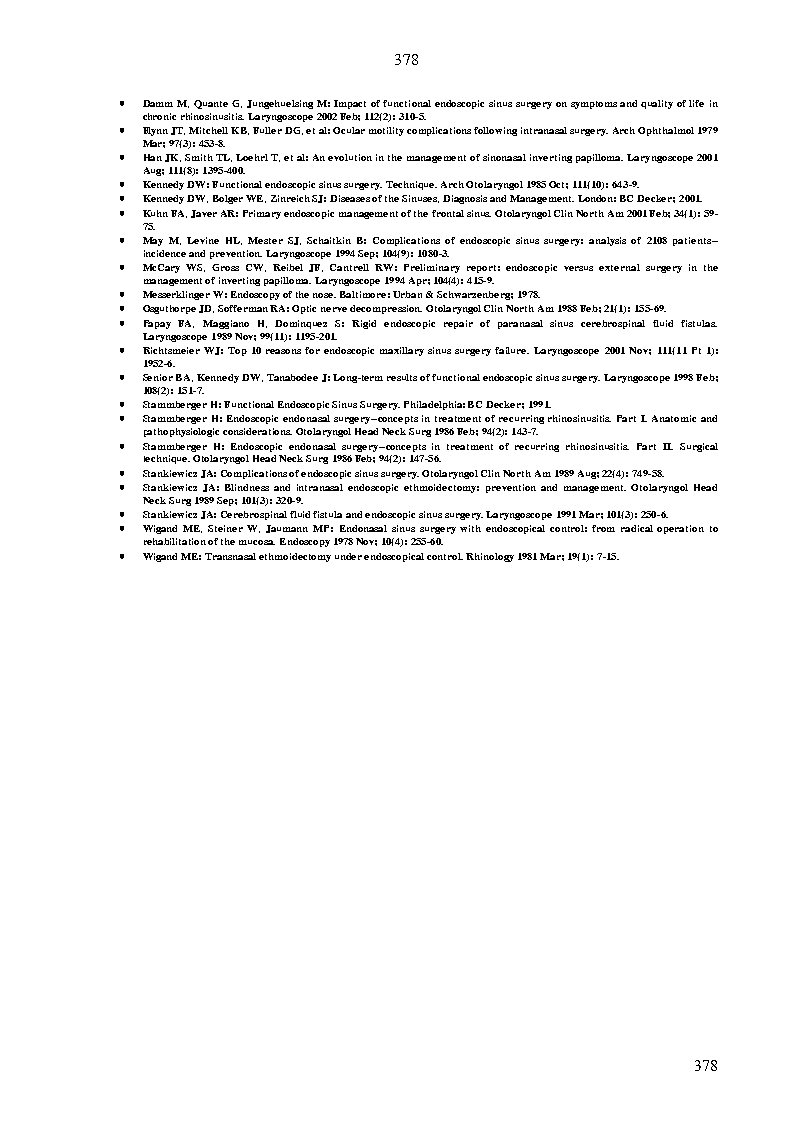 378
• Damm M, Quante G, Jungehuelsing M: Impact of functional endoscopic sinus surgery on symptoms and quality of life in
chronic rhinosinusitis. Laryngoscope 2002 Feb; 112(2): 310-5.
• Flynn JT, Mitchell KB, Fuller DG, et al: Ocular motility complications following intranasal surgery. Arch Ophthalmol 1979
Mar; 97(3): 453-8.
• Han JK, Smith TL, Loehrl T, et al: An evolution in the management of sinonasal inverting papilloma. Laryngoscope 2001
Aug; 111(8): 1395-400.
• Kennedy DW: Functional endoscopic sinus surgery. Technique. Arch Otolaryngol 1985 Oct; 111(10): 643-9.
• Kennedy DW, Bolger WE, Zinreich SJ: Diseases of the Sinuses, Diagnosis and Management. London: BC Decker; 2001.
• Kuhn FA, Javer AR: Primary endoscopic management of the frontal sinus. Otolaryngol Clin North Am 2001 Feb; 34(1): 59-
75.
• May M, Levine HL, Mester SJ, Schaitkin B: Complications of endoscopic sinus surgery: analysis of 2108 patients--
incidence and prevention. Laryngoscope 1994 Sep; 104(9): 1080-3.
• McCary WS, Gross CW, Reibel JF, Cantrell RW: Preliminary report: endoscopic versus external surgery in the
management of inverting papilloma. Laryngoscope 1994 Apr; 104(4): 415-9.
• Messerklinger W: Endoscopy of the nose. Baltimore: Urban & Schwarzenberg; 1978.
• Osguthorpe JD, Sofferman RA: Optic nerve decompression. Otolaryngol Clin North Am 1988 Feb; 21(1): 155-69.
• Papay FA, Maggiano H, Dominquez S: Rigid endoscopic repair of paranasal sinus cerebrospinal fluid fistulas.
Laryngoscope 1989 Nov; 99(11): 1195-201.
• Richtsmeier WJ: Top 10 reasons for endoscopic maxillary sinus surgery failure. Laryngoscope 2001 Nov; 111(11 Pt 1):
1952-6.
• Senior BA, Kennedy DW, Tanabodee J: Long-term results of functional endoscopic sinus surgery. Laryngoscope 1998 Feb;
108(2): 151-7.
• Stammberger H: Functional Endoscopic Sinus Surgery. Philadelphia: BC Decker; 1991.
• Stammberger H: Endoscopic endonasal surgery--concepts in treatment of recurring rhinosinusitis. Part I. Anatomic and
pathophysiologic considerations. Otolaryngol Head Neck Surg 1986 Feb; 94(2): 143-7.
• Stammberger H: Endoscopic endonasal surgery--concepts in treatment of recurring rhinosinusitis. Part II. Surgical
technique. Otolaryngol Head Neck Surg 1986 Feb; 94(2): 147-56.
• Stankiewicz JA: Complications of endoscopic sinus surgery. Otolaryngol Clin North Am 1989 Aug; 22(4): 749-58.
• Stankiewicz JA: Blindness and intranasal endoscopic ethmoidectomy: prevention and management. Otolaryngol Head
Neck Surg 1989 Sep; 101(3): 320-9.
• Stankiewicz JA: Cerebrospinal fluid fistula and endoscopic sinus surgery. Laryngoscope 1991 Mar; 101(3): 250-6.
• Wigand ME, Steiner W, Jaumann MP: Endonasal sinus surgery with endoscopical control: from radical operation to
rehabilitation of the mucosa. Endoscopy 1978 Nov; 10(4): 255-60.
• Wigand ME: Transnasal ethmoidectomy under endoscopical control. Rhinology 1981 Mar; 19(1): 7-15.
378